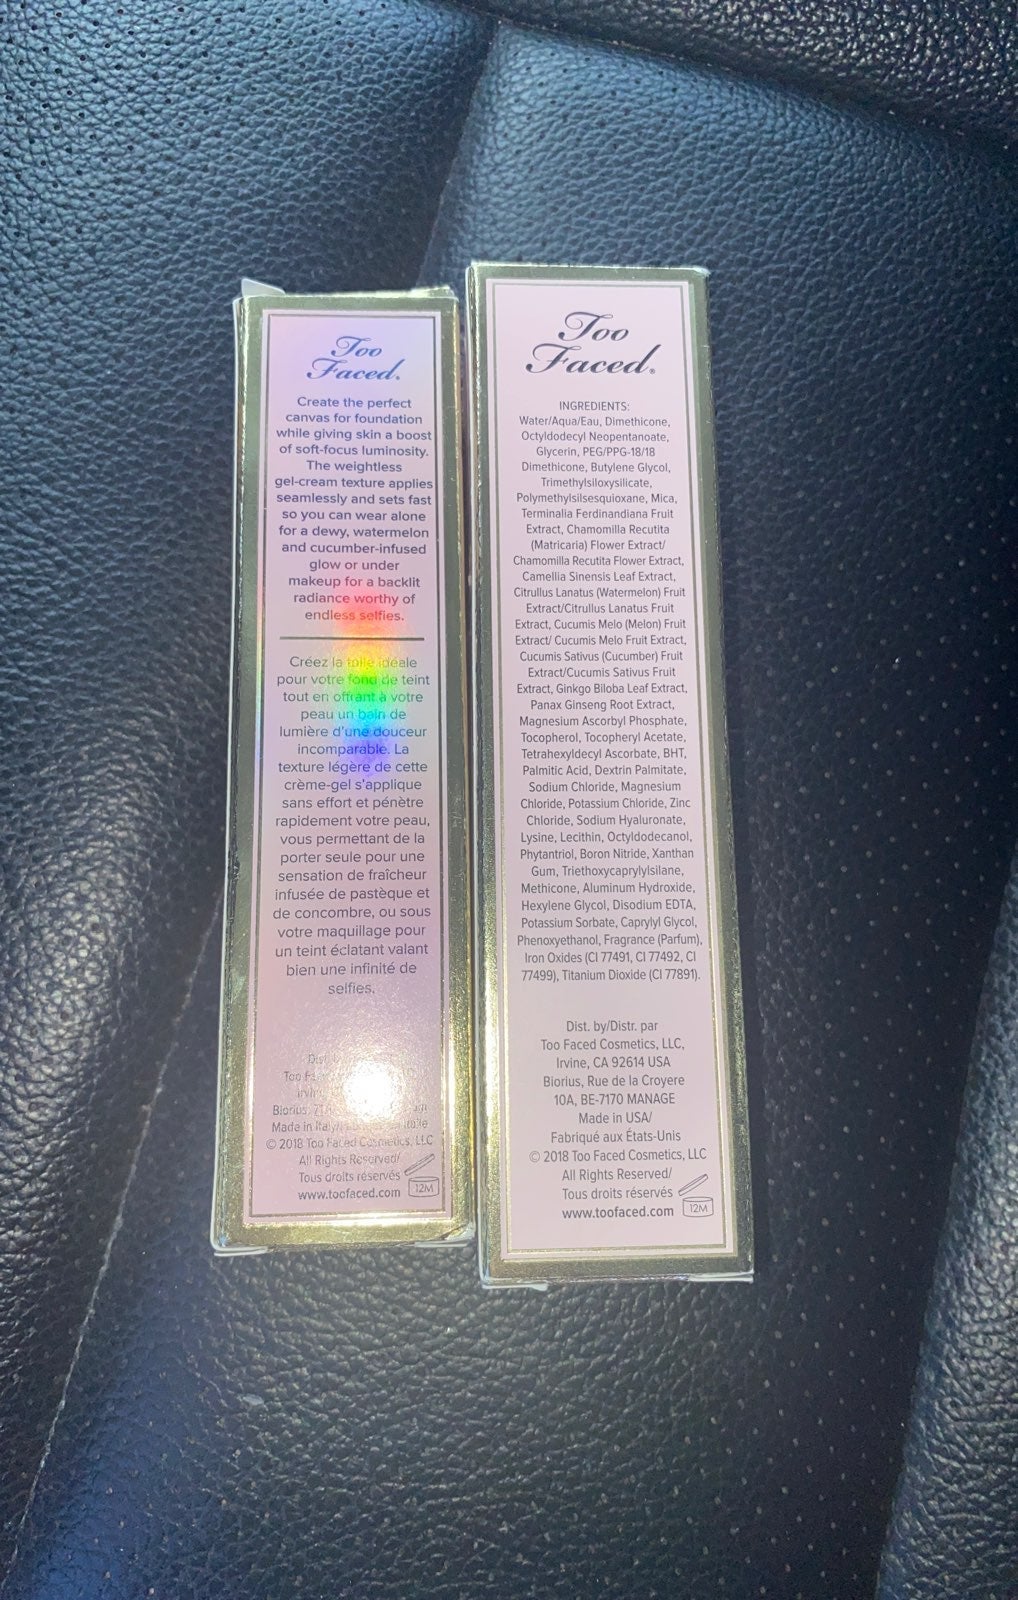 Too
Faced.
Create the perfect
canvas for foundation
while giving skin a boost
of soft-focus luminosity.
The weightless
gel-cream texture applies
seamlessly and sets fast
so you can wear alone
for a dewy, watermelon
and cucumber-infused
glow or under
makeup for a backlit
radiance worthy of
endless selfies.
Créez la toile idéale
pour votre fond de teint
tout en offrant à votre
peau un bain de
lumière d'une douceur
incomparable. La
texture légère de cette
crème-gel s'applique
sans effort et pénètre
rapidement votre peau,
vous permettant de la
porter seule pour une
sensation de fraîcheur
infusée de pastèque et
de concombre, ou sous
votre maquillage pour
un teint éclatant valant
bien une infinité de
selfies.
Too
Biorius,
Made in Italy/
© 2018 Too Faced Cosmetics, LLC
All Rights Reserved/
Tous droits réservés
www.toofaced.com 12M
Too
Faced®
INGREDIENTS:
Water/Aqua/Eau, Dimethicone,
Octyldodecyl Neopentanoate,
Glycerin, PEG/PPG-18/18
Dimethicone, Butylene Glycol,
Trimethylsiloxysilicate,
Polymethylsilsesquioxane, Mica,
Terminalia Ferdinandiana Fruit
Extract, Chamomilla Recutita
(Matricaria) Flower Extract/
Chamomilla Recutita Flower Extract,
Camellia Sinensis Leaf Extract,
Citrullus Lanatus (Watermelon) Fruit
Extract/Citrullus Lanatus Fruit
Extract, Cucumis Melo (Melon) Fruit
Extract/ Cucumis Melo Fruit Extract,
Cucumis Sativus (Cucumber) Fruit
Extract/Cucumis Sativus Fruit
Extract, Ginkgo Biloba Leaf Extract,
Panax Ginseng Root Extract,
Magnesium Ascorbyl Phosphate,
Tocopherol, Tocopheryl Acetate,
Tetrahexyldecyl Ascorbate, BHT,
Palmitic Acid, Dextrin Palmitate,
Sodium Chloride, Magnesium
Chloride, Potassium Chloride, Zinc
Chloride, Sodium Hyaluronate,
Lysine, Lecithin, Octyldodecanol,
Phytantriol, Boron Nitride, Xanthan
Gum, Triethoxycaprylylsilane,
Methicone, Aluminum Hydroxide,
Hexylene Glycol, Disodium EDTA,
Potassium Sorbate, Caprylyl Glycol,
Phenoxyethanol, Fragrance (Parfum),
Iron Oxides (CI 77491, CI 77492, CI
77499), Titanium Dioxide (CI 77891).
Dist. by/Distr. par
Too Faced Cosmetics, LLC,
Irvine, CA 92614 USA
Biorius, Rue de la Croyere
10A, BE-7170 MANAGE
Made in USA/
Fabriqué aux États-Unis
© 2018 Too Faced Cosmetics, LLC
All Rights Reserved/
Tous droits réservés
www.toofaced.com 12M